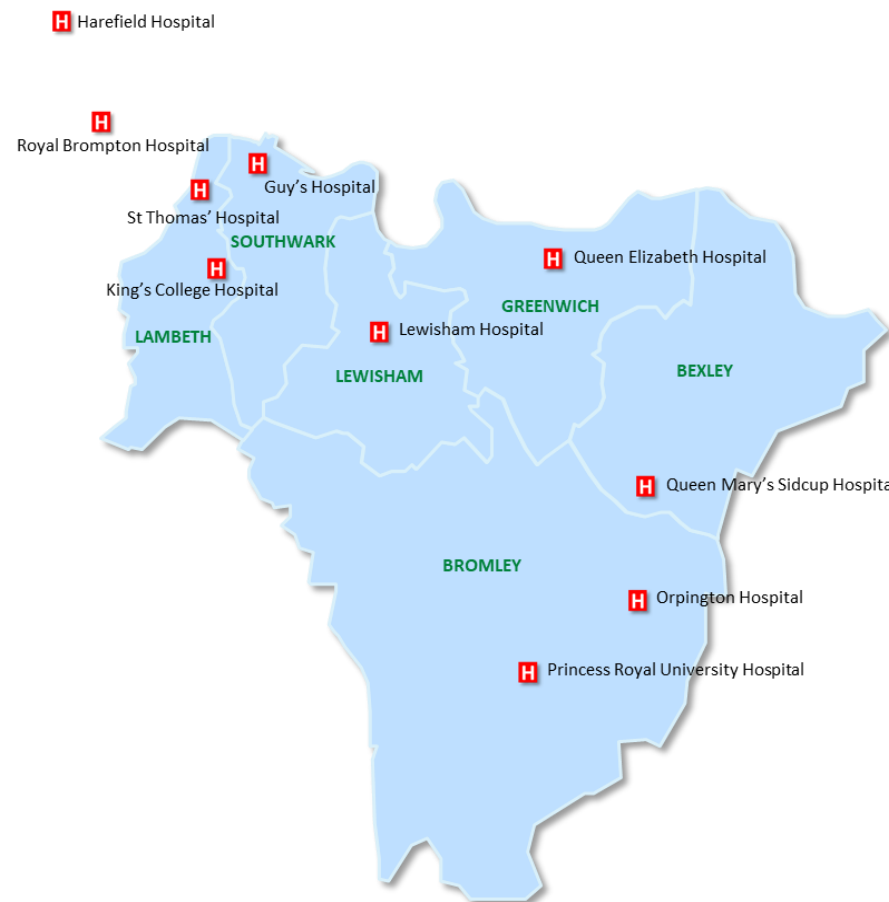 H Harefield Hospital
H
Royal Brompton Hospital
H
Guy's Hospital
H
St Thomas' Hospital
SOUTHWARK
H Queen Elizabeth Hospital
H
King's College Hospital
GREENWICH
H Lewisham Hospital
LAMBETH
LEWISHAM
BEXLEY
H Queen Mary's Sidcup Hospita
BROMLEY
H Orpington Hospital
H Princess Royal University Hospital